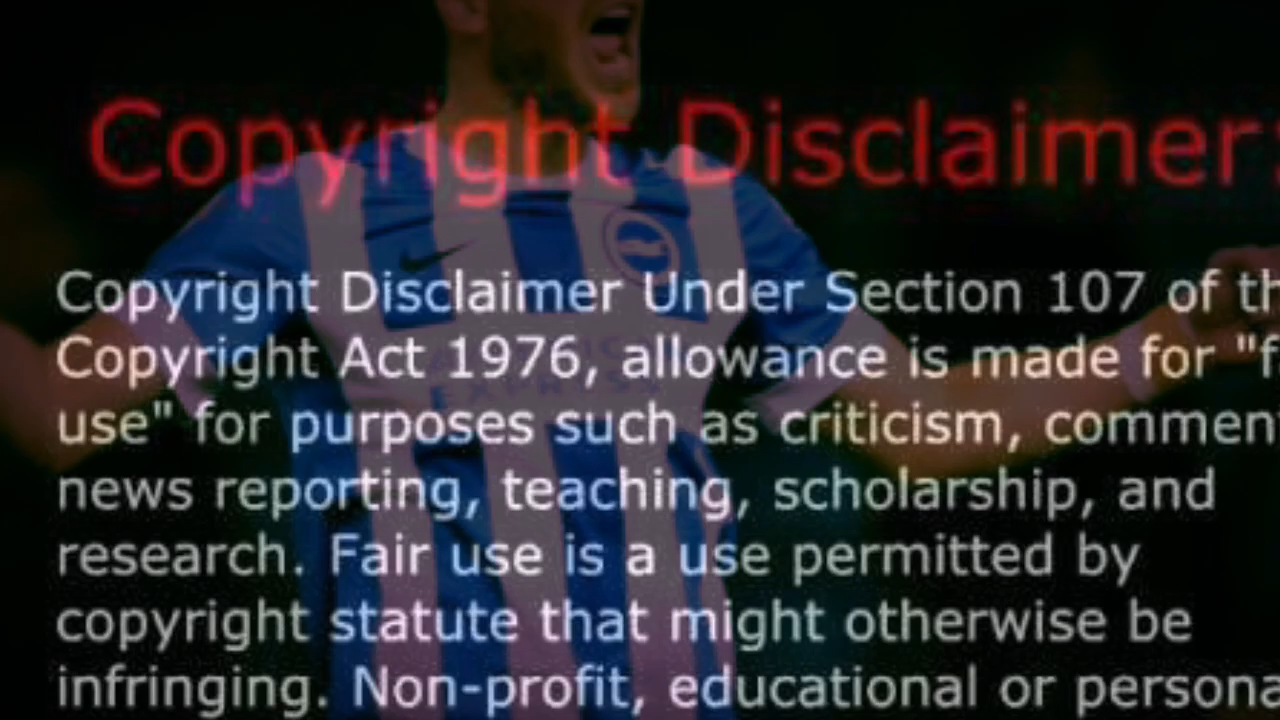 Copyright Disclaimer:
Copyright Disclaimer Under Section 107 of th
Copyright Act 1976, allowance is made for "f
use" for purposes such as criticism, commen
news reporting, teaching, scholarship, and
research. Fair use is a use permitted by
copyright statute that might otherwise be
infringing. Non-profit, educational or persona